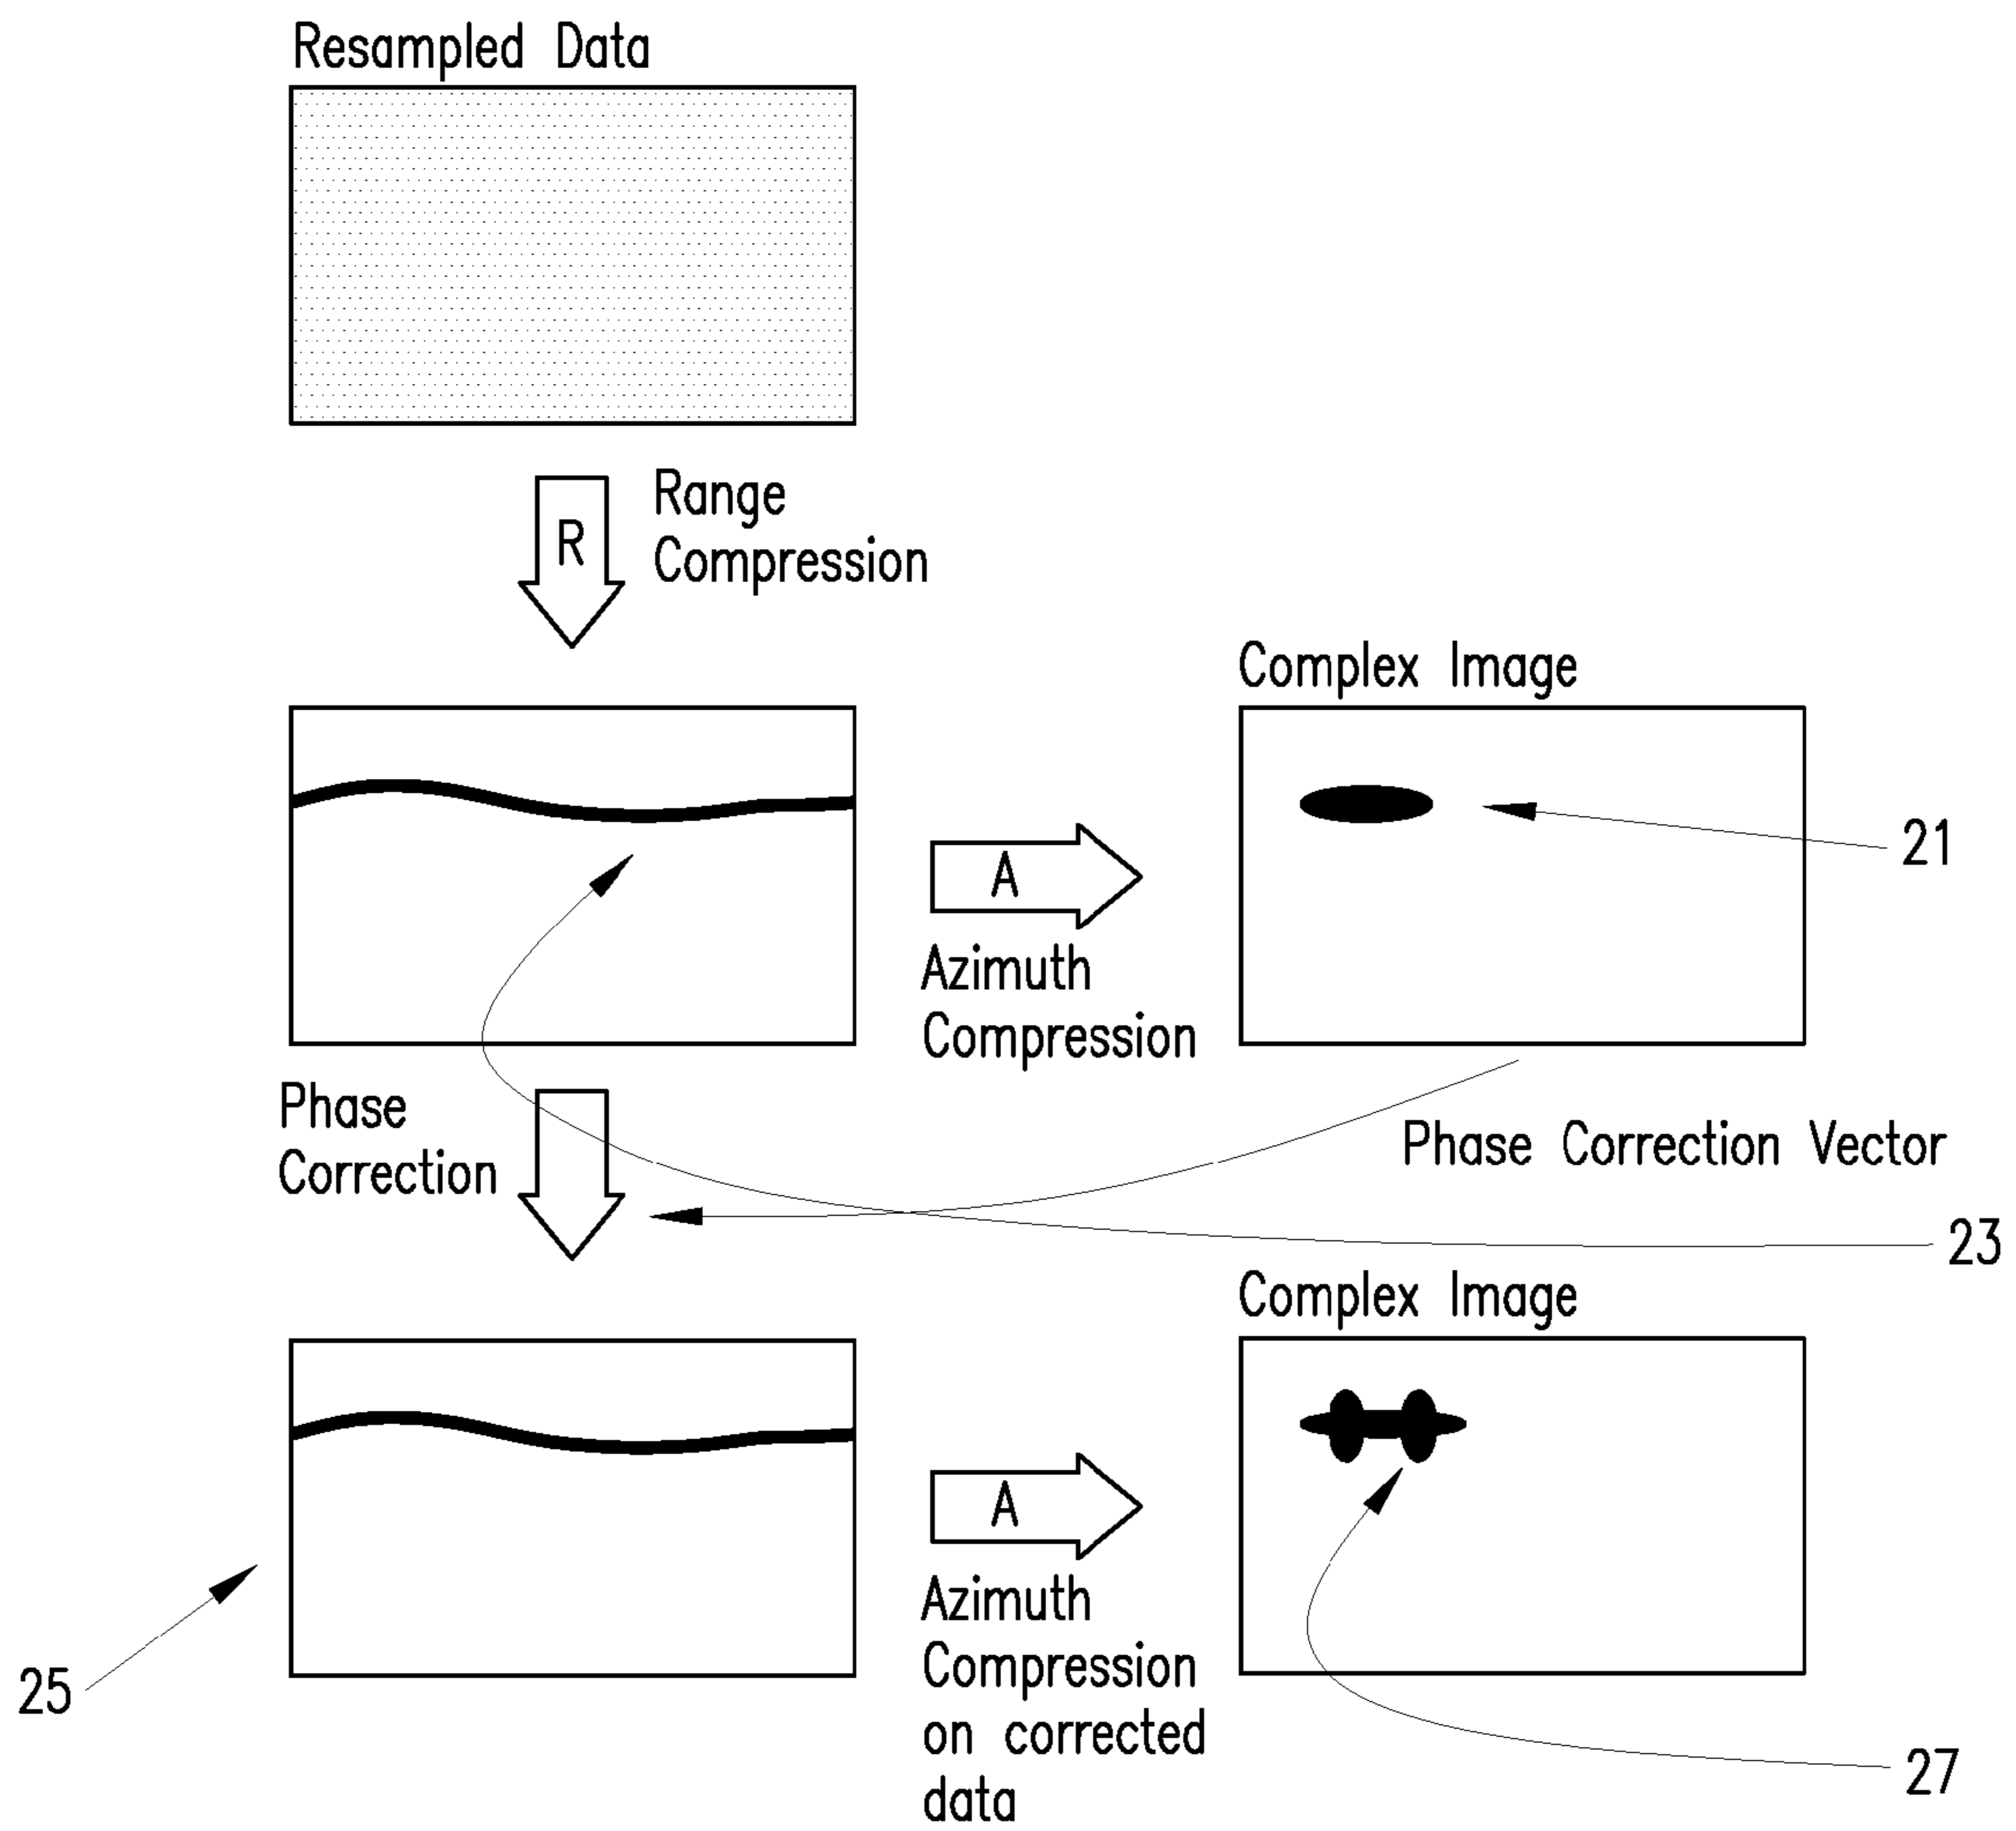 Resampled Data
R
Range
Compression
Complex Image
21
A
Azimuth
Compression
Phase
Correction
Phase Correction Vector
23
Complex Image
A
Azimuth
Compression
on corrected
data
25
27